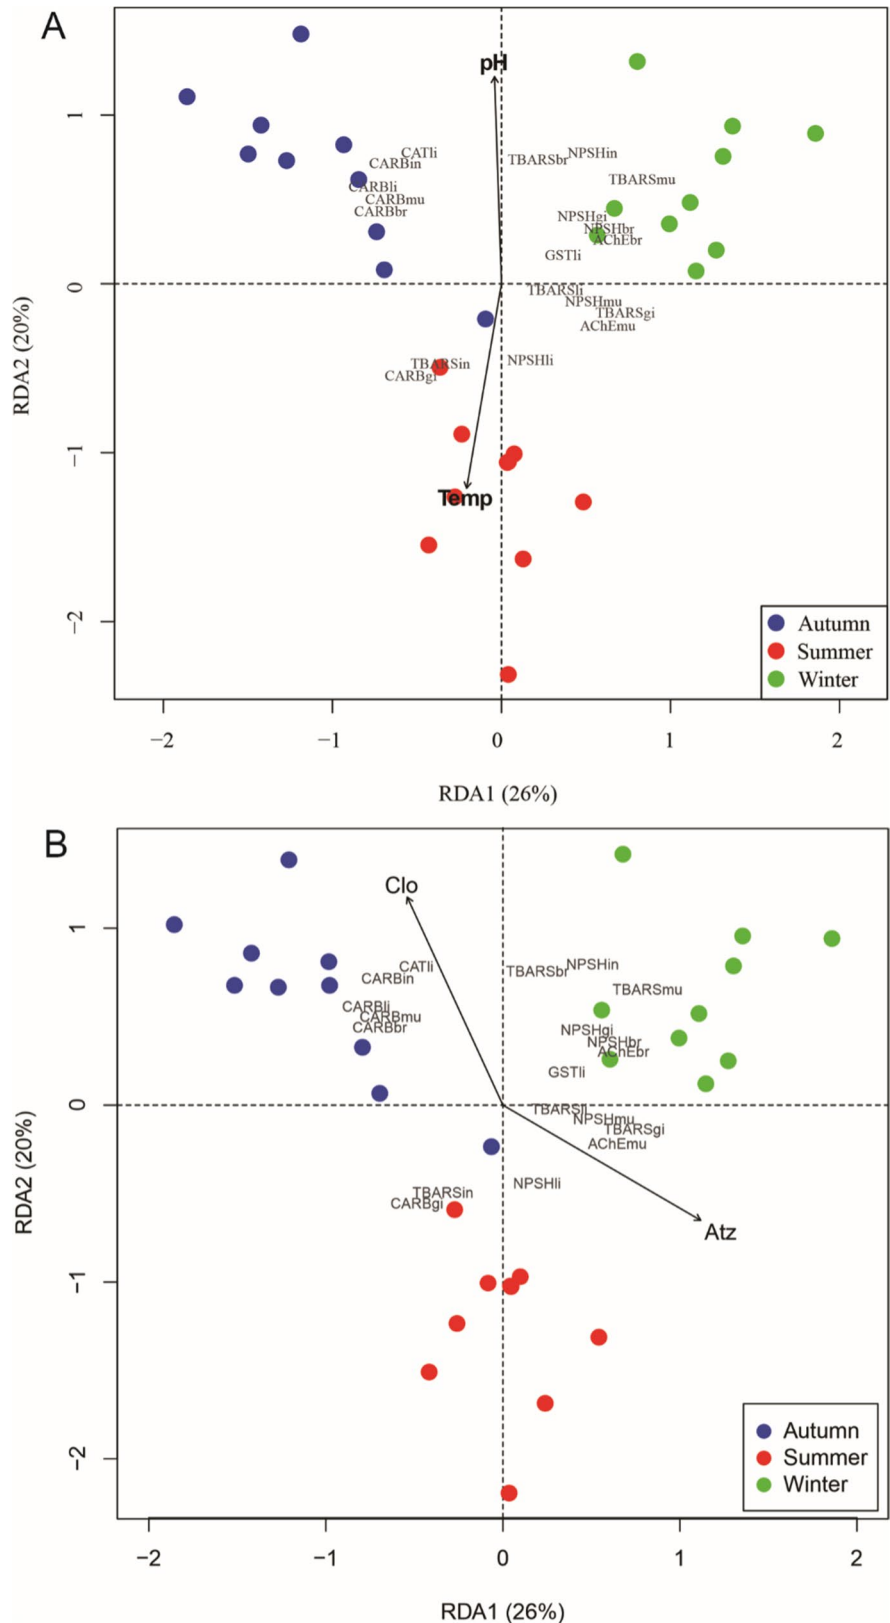 A
pH
1
CATli
TBARSbr
NPSHin
CARBin
TBARSmu
CARBli
CARBmu
CARBbr
NPSHgi
NPSHbr
AChEbr
GSTli
0
TBARSli
NPSHmu
TBARSgi
AChEmu
RDA2 (20%)
TBARSin
NPSHli
CARBgi
−1
Temp
−2
Autumn
Summer
Winter
−2 −1 0 1 2
RDA1 (26%)
B
Clo
1
CATli
TBARSbr
NPSHin
CARBin
TBARSmu
CARBli
CARBmu
CARBbr
NPSHgi
NPSHbr
AChEbr
GSTli
0
TBARSli
NPSHmu
TBARSgi
AChEmu
RDA2 (20%)
TBARSin
NPSHli
CARBgi
Atz
−1
−2
Autumn
Summer
Winter
−2 −1 0 1 2
RDA1 (26%)